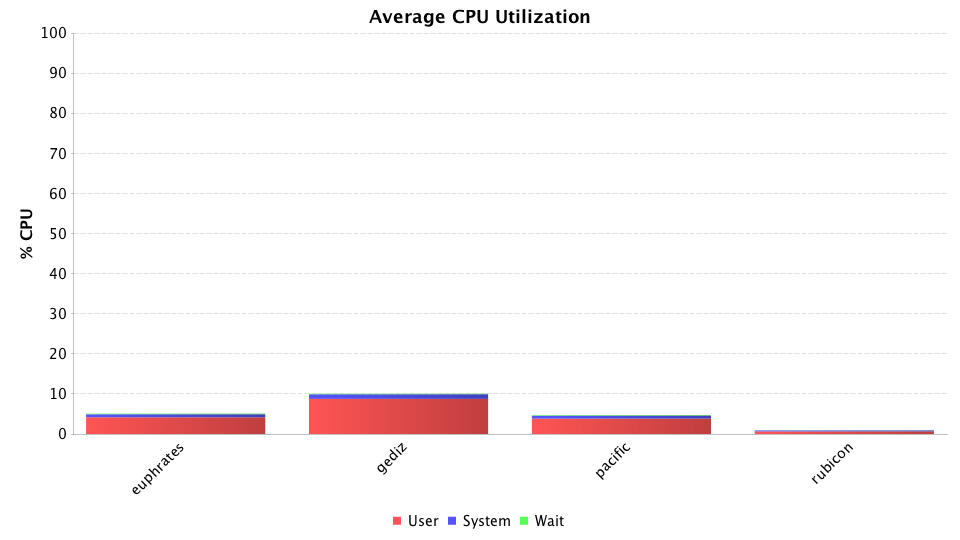 Average CPU Utilization
100
90
80
70
60
50
40
30
20
10
0
% CPU
euphrates
gediz
pacific
rubicon
User System Wait